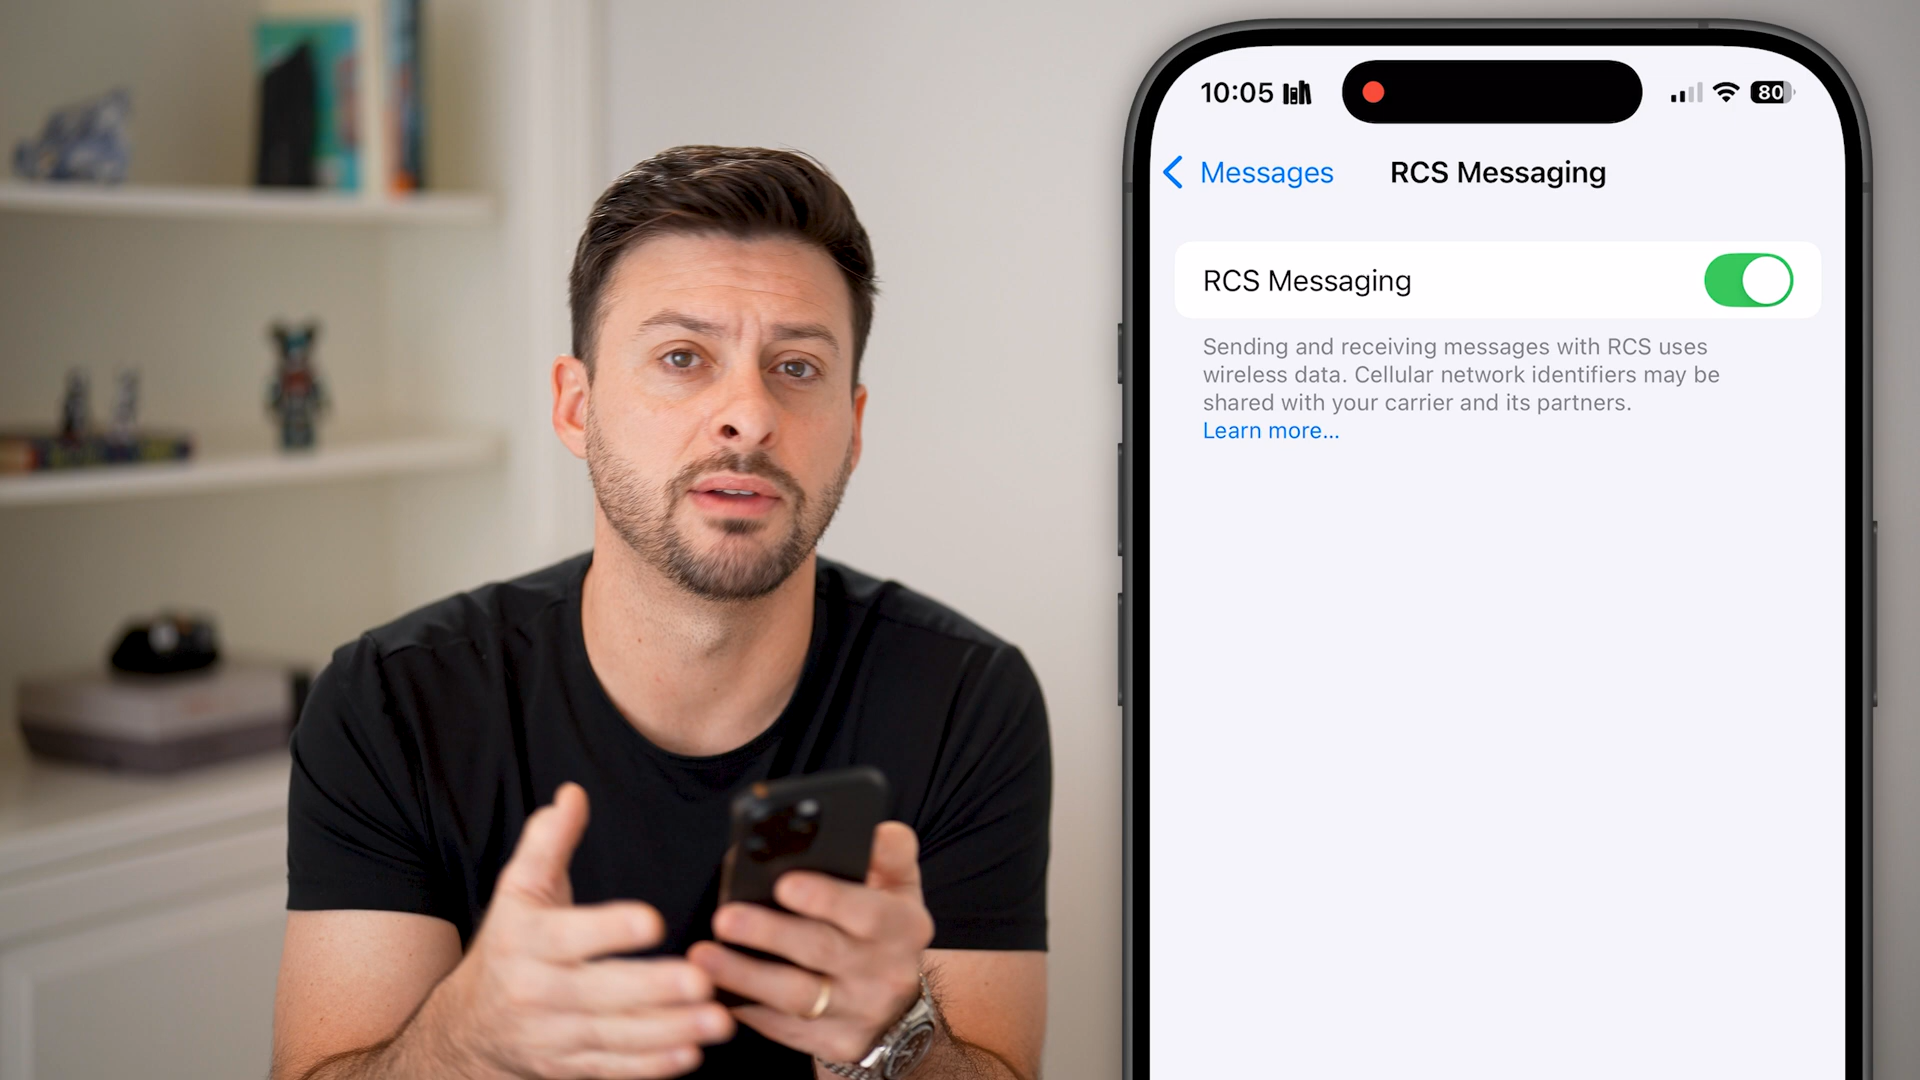 10:05
80
Messages
RCS Messaging
RCS Messaging
Sending and receiving messages with RCS uses
wireless data. Cellular network identifiers may be
shared with your carrier and its partners.
Learn more...